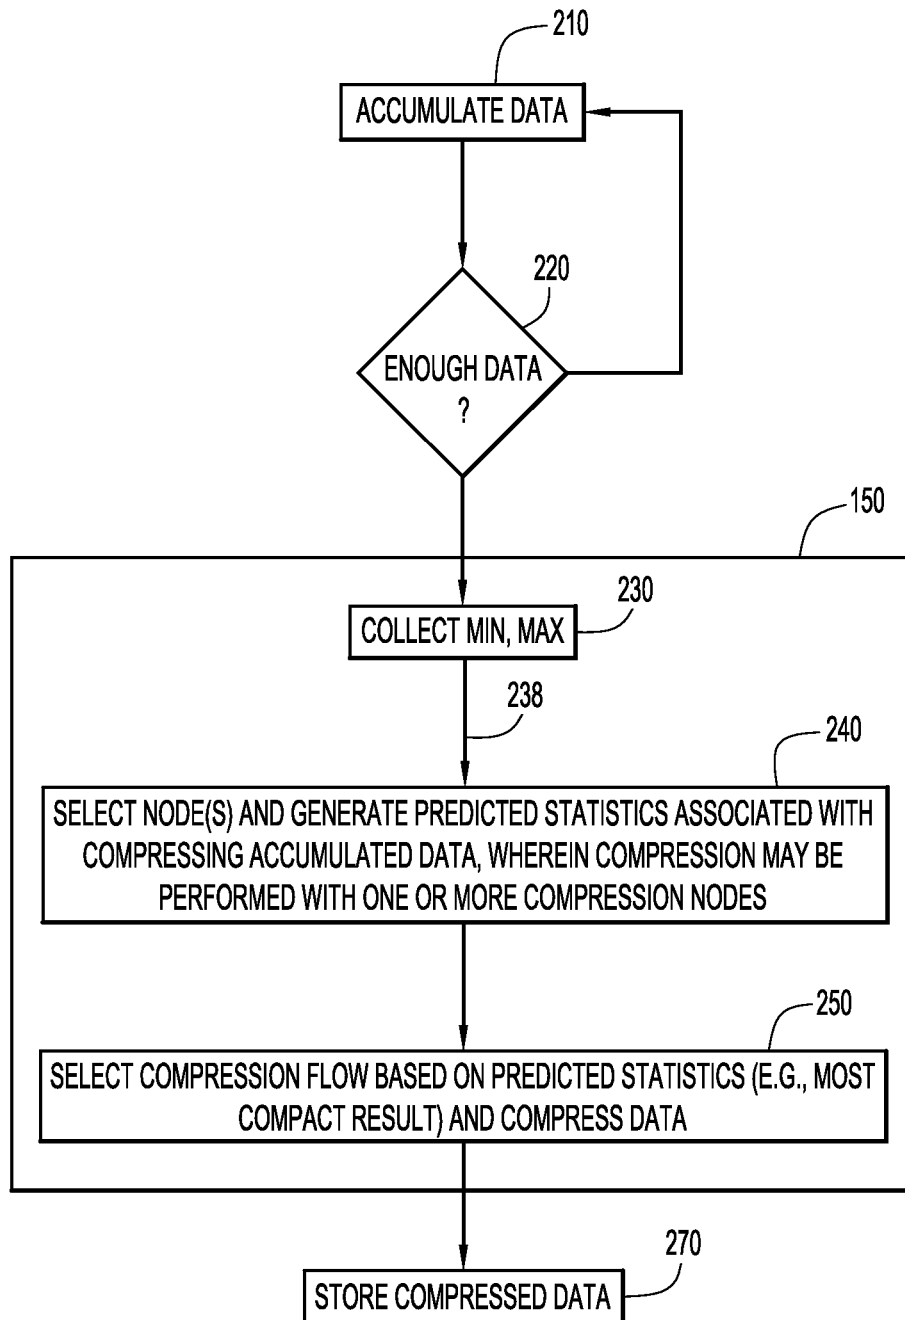 210
ACCUMULATE DATA
220
ENOUGH DATA
?
150
230
COLLECT MIN, MAX
238
240
SELECT NODE(S) AND GENERATE PREDICTED STATISTICS ASSOCIATED WITH
COMPRESSING ACCUMULATED DATA, WHEREIN COMPRESSION MAY BE
PERFORMED WITH ONE OR MORE COMPRESSION NODES
250
SELECT COMPRESSION FLOW BASED ON PREDICTED STATISTICS (E.G., MOST
COMPACT RESULT) AND COMPRESS DATA
270
STORE COMPRESSED DATA